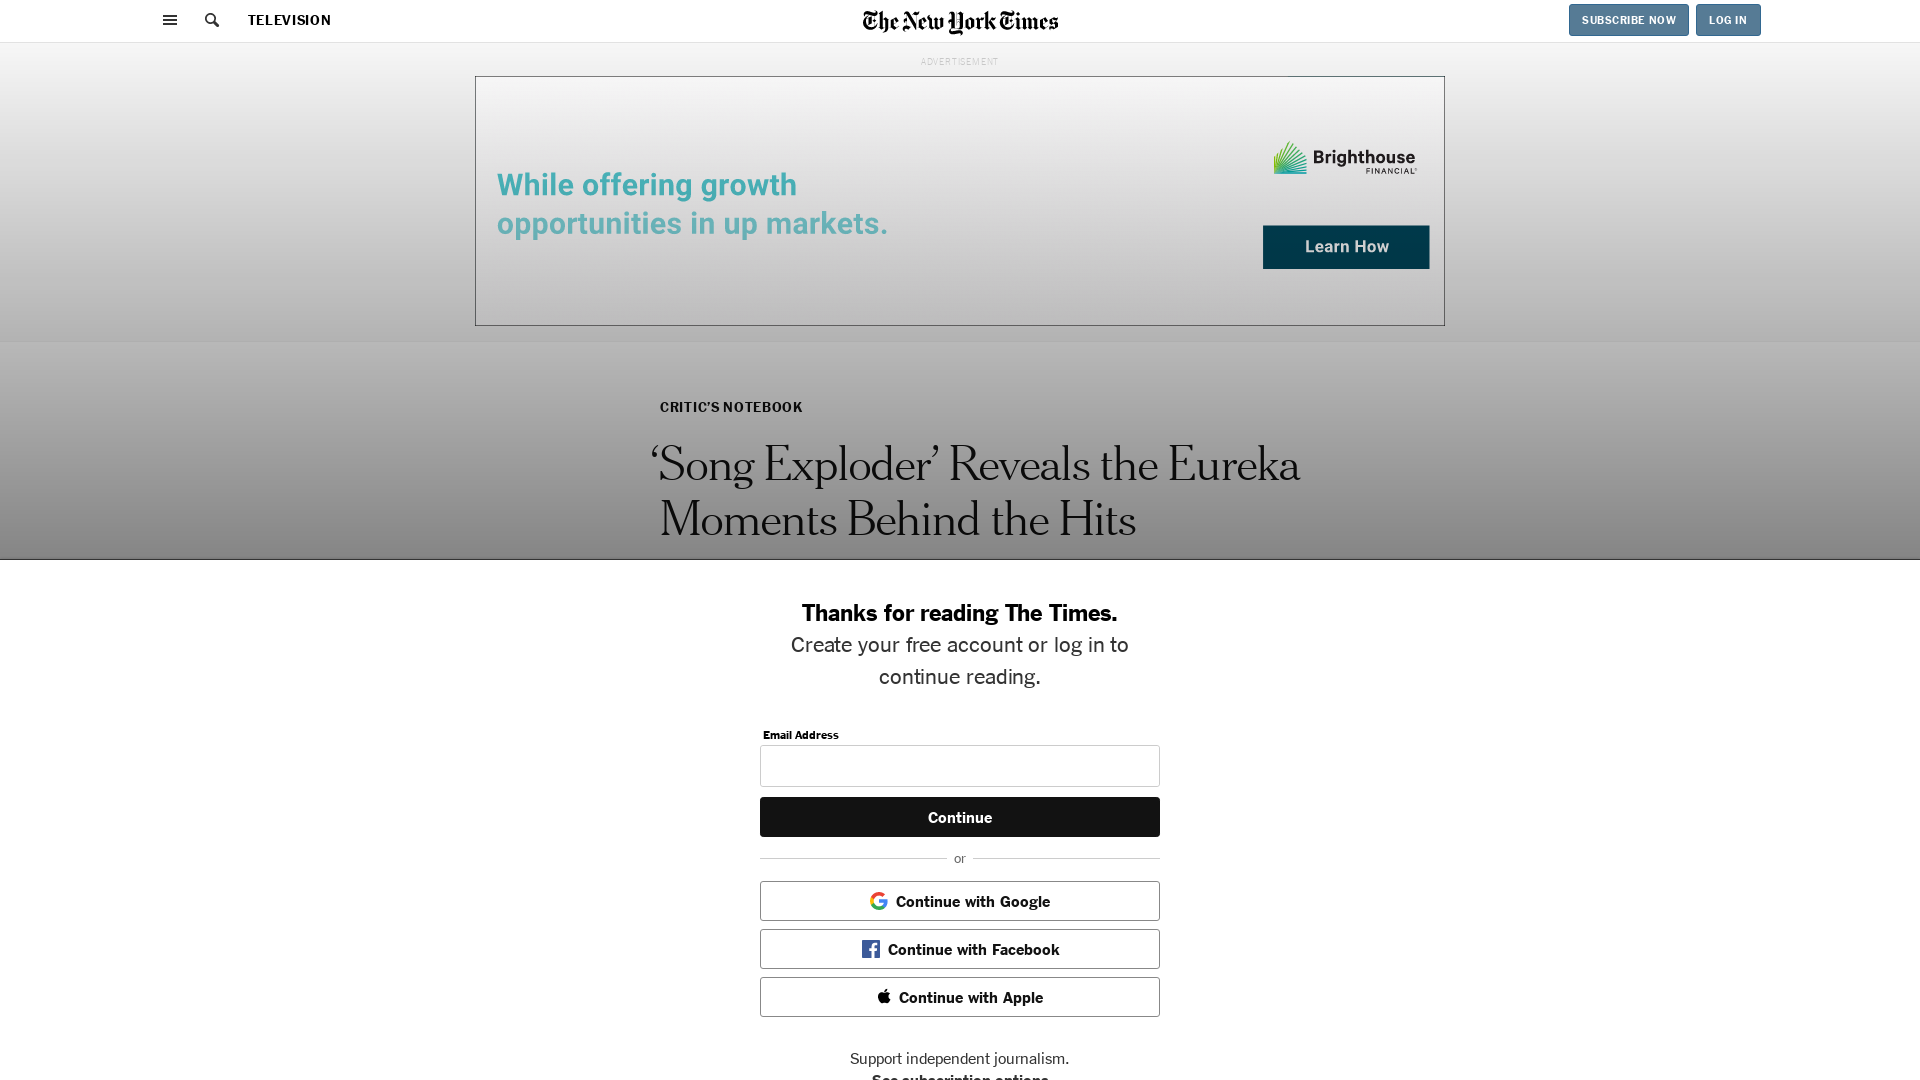 TELEVISION
The New York Times
SUBSCRIBE NOW
LOG IN
ADVERTISEMENT
While offering growth
opportunities in up markets.
Brighthouse
FINANCIAL
Learn How
CRITIC’S NOTEBOOK
‘Song Exploder’ Reveals the Eureka
Moments Behind the Hits
Thanks for reading The Times.
Create your free account or log in to
continue reading.
Email Address
Continue
or
Continue with Google
Continue with Facebook
Continue with Apple
Support independent journalism.
See subscription options.